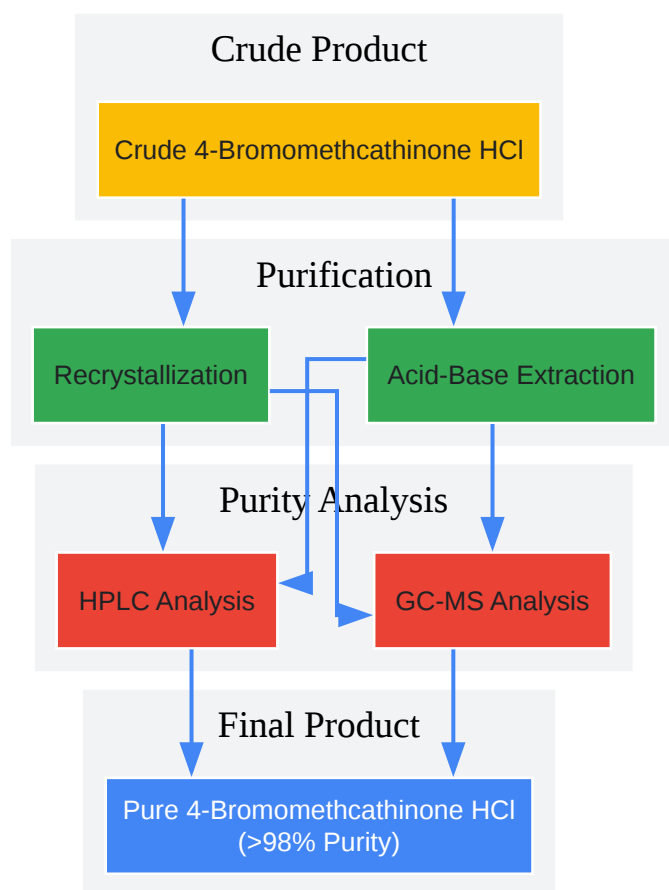 Crude Product
Crude 4-Bromomethcathinone HCl
Purification
Recrystallization
Acid-Base Extraction
Purity Analysis
HPLC Analysis
GC-MS Analysis
Final Product
Pure 4-Bromomethcathinone HCl
(>98% Purity)